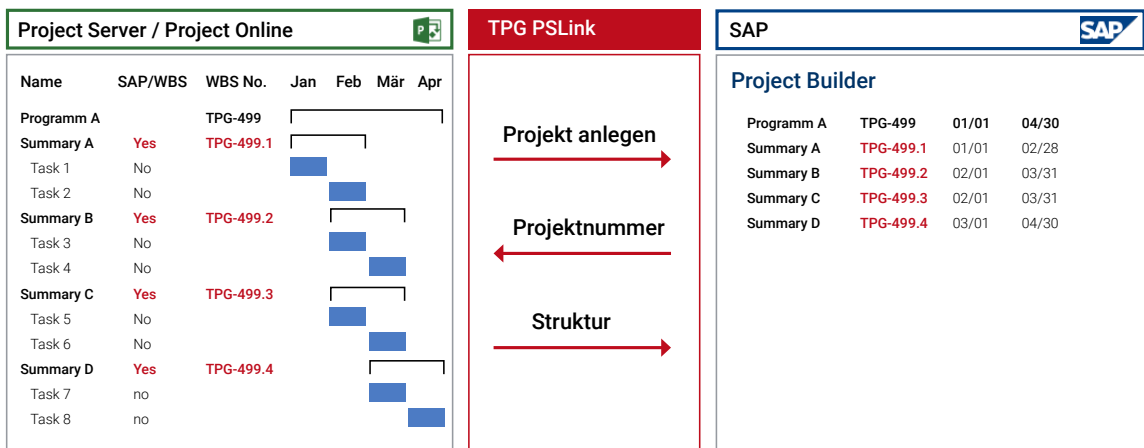 Project Server / Project Online
P
Name SAP/WBS WBS No. Jan Feb Mär Apr
Programm A TPG-499
Summary A Yes TPG-499.1
Task 1 No
Task 2 No
Summary B Yes TPG-499.2
Task 3 No
Task 4 No
Summary C Yes TPG-499.3
Task 5 No
Task 6 No
Summary D Yes TPG-499.4
Task 7 no
Task 8 no
TPG PSLink
Projekt anlegen
Projektnummer
Struktur
SAP
SAP
Project Builder
Programm A TPG-499 01/01 04/30
Summary A TPG-499.1 01/01 02/28
Summary B TPG-499.2 02/01 03/31
Summary C TPG-499.3 02/01 03/31
Summary D TPG-499.4 03/01 04/30